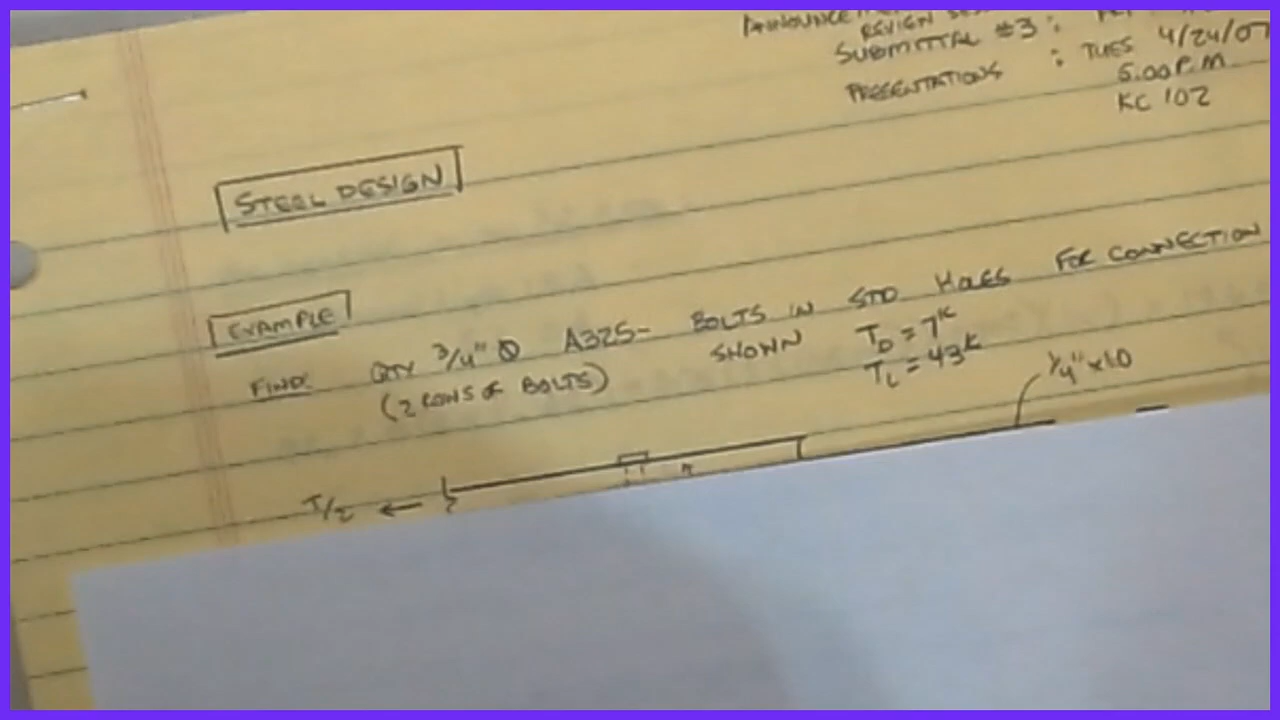 SUBMITTAL #3 :
PRESENTATIONS : TUES 4/24/07
5:00 P.M
KC 102
STEEL DESIGN
EXAMPLE
FIND: QTY 3/4" Ø A325- BOLTS IN STD HOLES FOR CONNECTION
(2 ROWS OF BOLTS) SHOWN T_D = 7^K
T_L = 43^K
1/4" x 10
T/2 ←